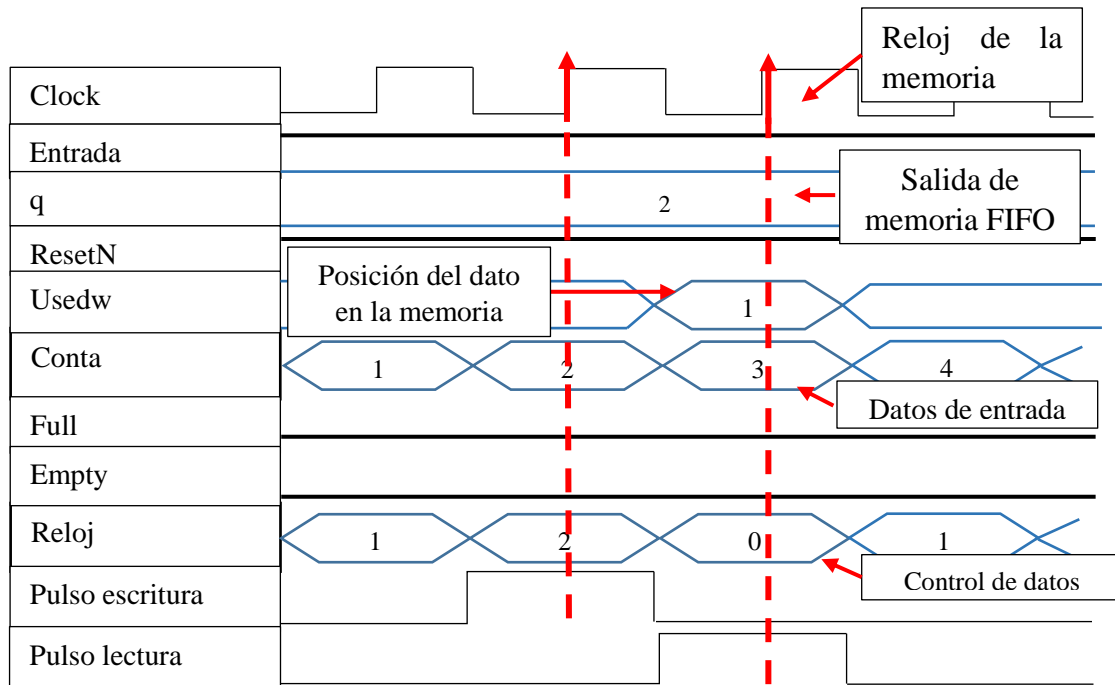 Reloj de la
memoria
Clock
Entrada
Salida de
memoria FIFO
q
2
ResetN
Posición del dato
en la memoria
Usedw
1
Conta
1
2
3
4
Datos de entrada
Full
Empty
Reloj
1
2
0
1
Control de datos
Pulso escritura
Pulso lectura